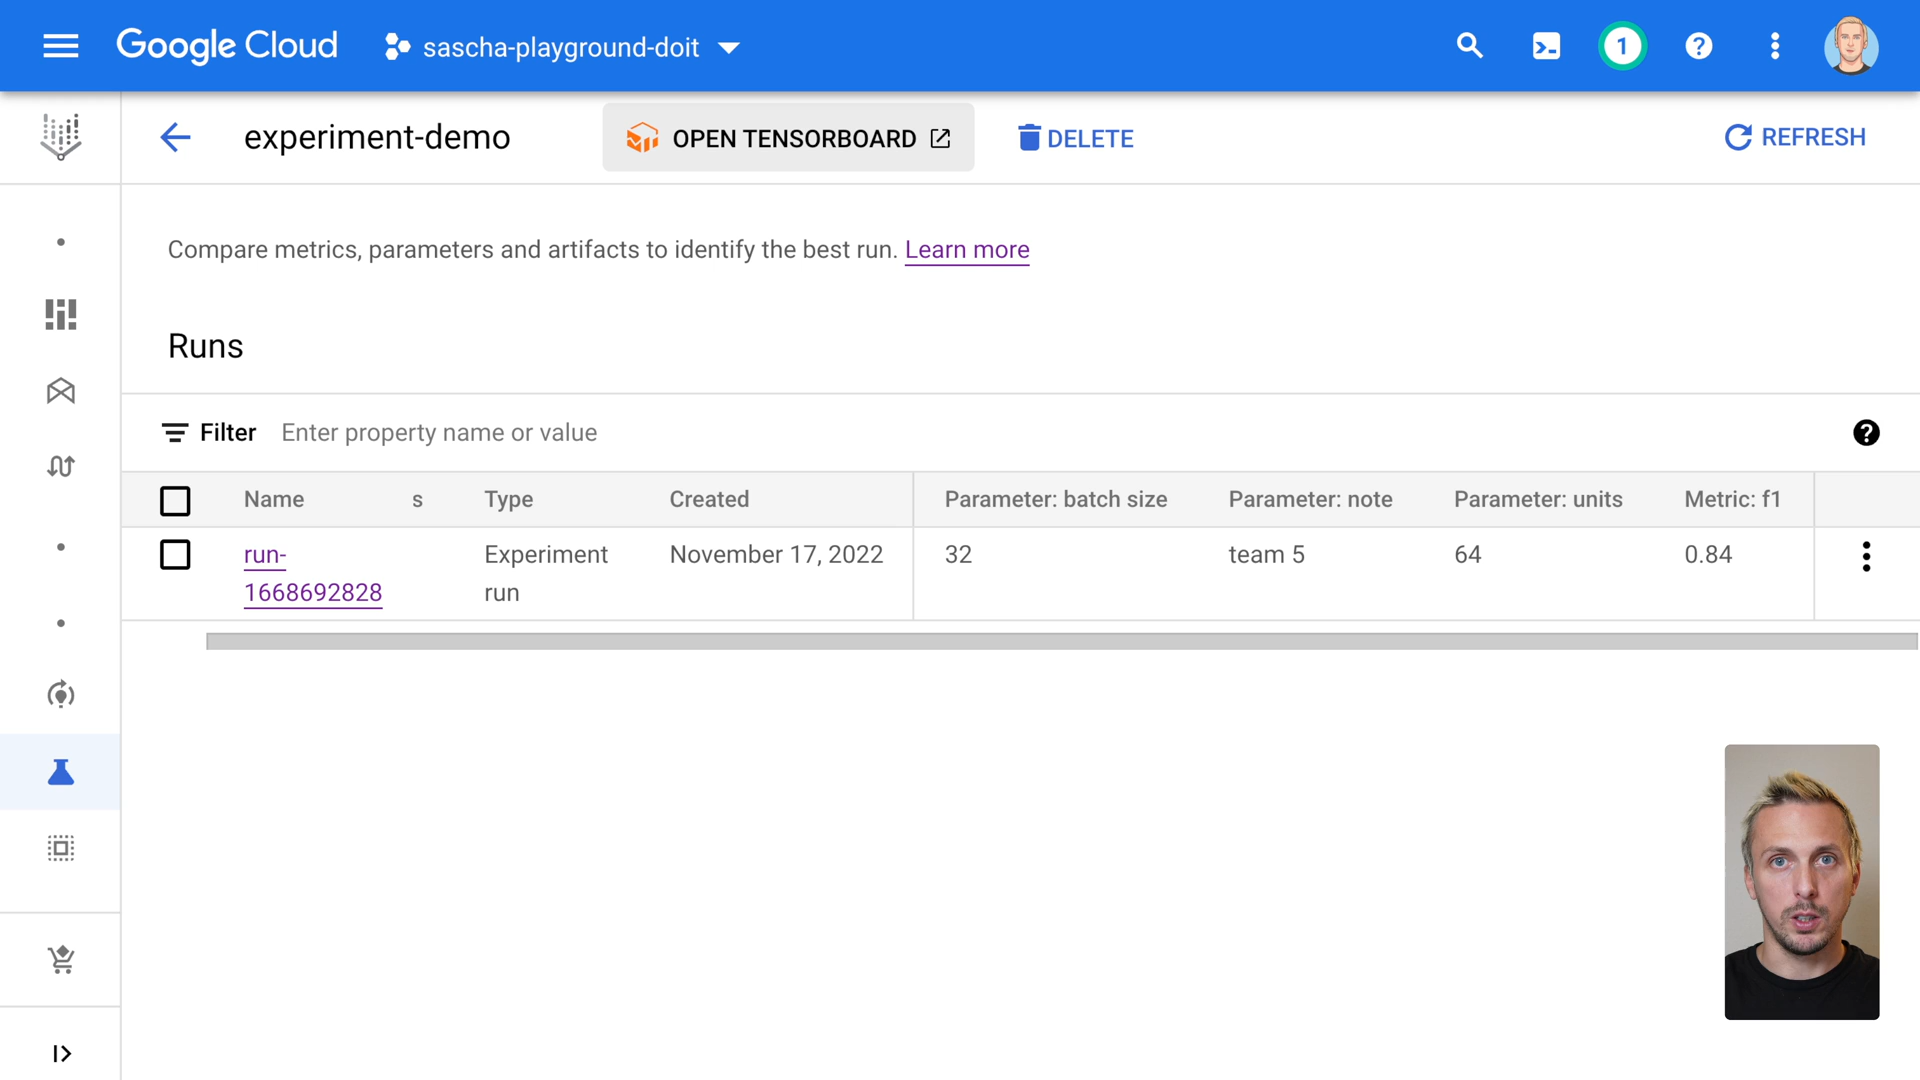 Google Cloud
sascha-playground-doit
1
experiment-demo
OPEN TENSORBOARD
DELETE
REFRESH
Compare metrics, parameters and artifacts to identify the best run. Learn more
Runs
Filter Enter property name or value
Name s Type Created Parameter: batch size Parameter: note Parameter: units Metric: f1
run- Experiment November 17, 2022 32 team 5 64 0.84
1668692828 run